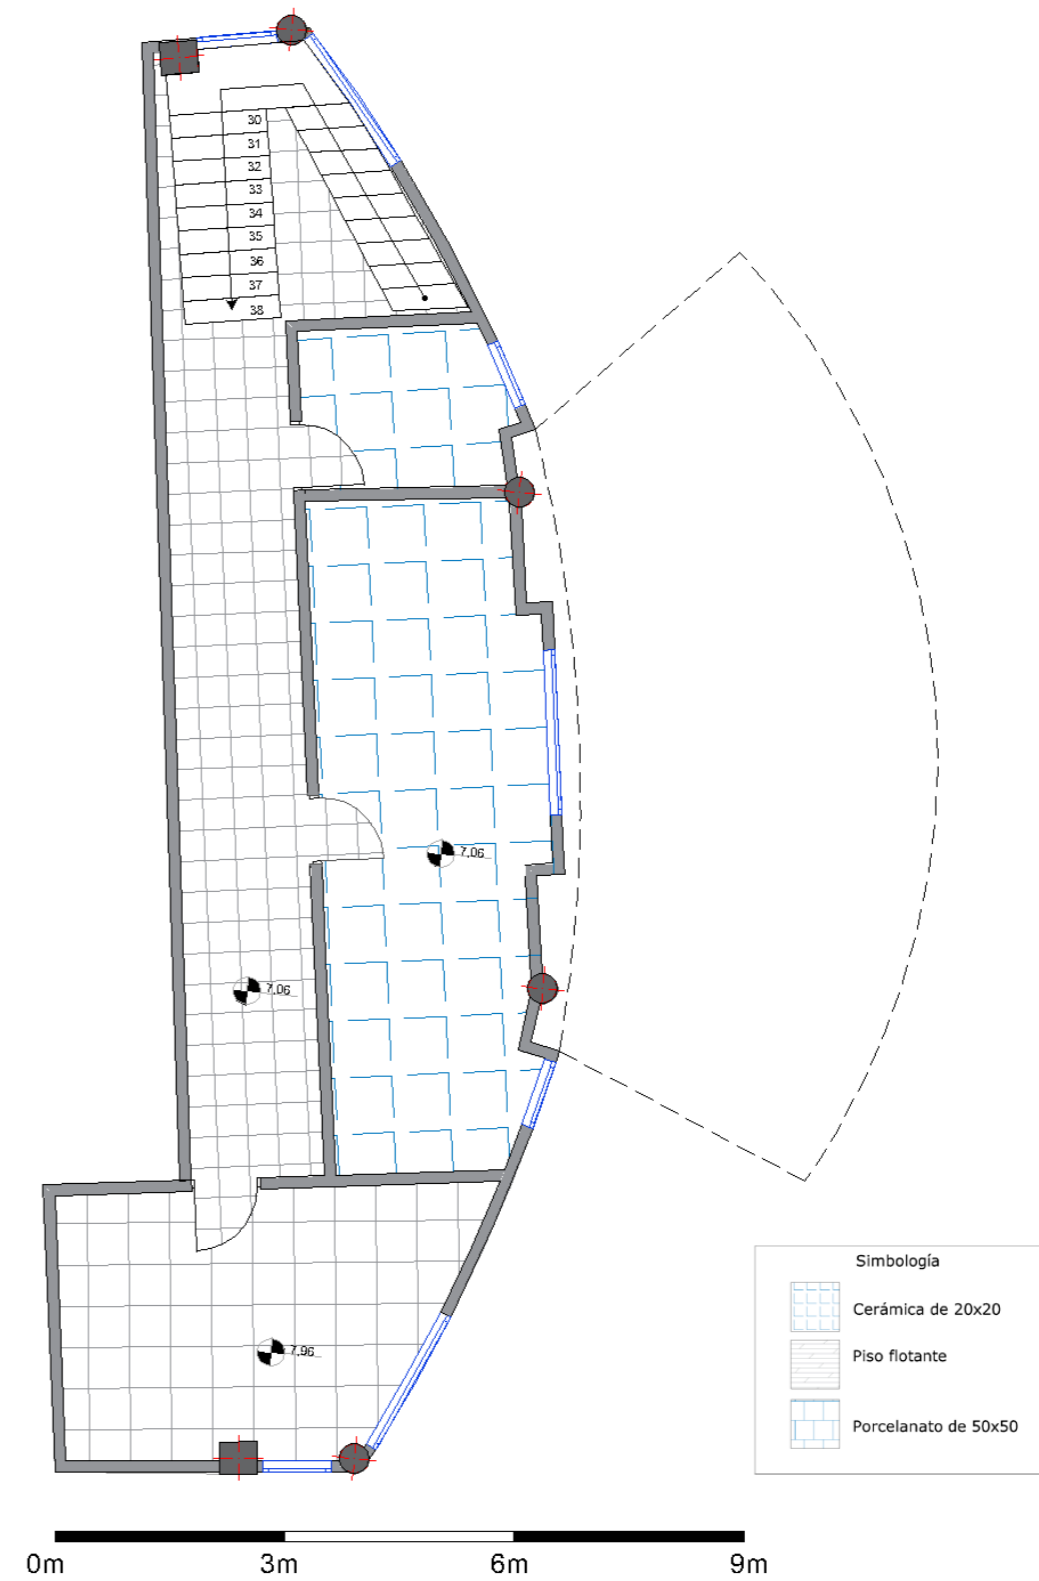 30
31
32
33
34
35
36
37
38
7.06
7.06
7.96
Simbología
Cerámica de 20x20
Piso flotante
Porcelanato de 50x50
0m 3m 6m 9m